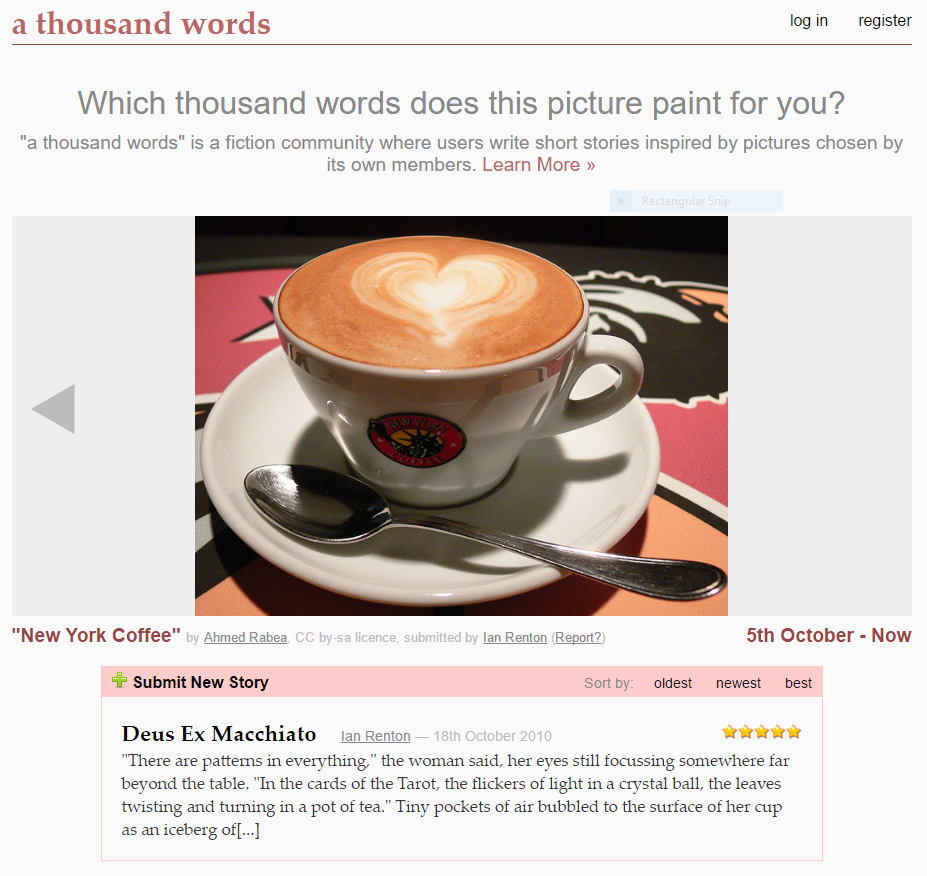 a thousand words
log in register
Which thousand words does this picture paint for you?
"a thousand words" is a fiction community where users write short stories inspired by pictures chosen by
its own members. Learn More »
Rectangular Snip
NEW YORK
COFFEE
"New York Coffee" by Ahmed Rabea, CC by-sa licence, submitted by Ian Renton (Report?)
5th October - Now
Submit New Story
Sort by: oldest newest best
Deus Ex Macchiato Ian Renton — 18th October 2010
"There are patterns in everything," the woman said, her eyes still focussing somewhere far
beyond the table. "In the cards of the Tarot, the flickers of light in a crystal ball, the leaves
twisting and turning in a pot of tea." Tiny pockets of air bubbled to the surface of her cup
as an iceberg of[...]